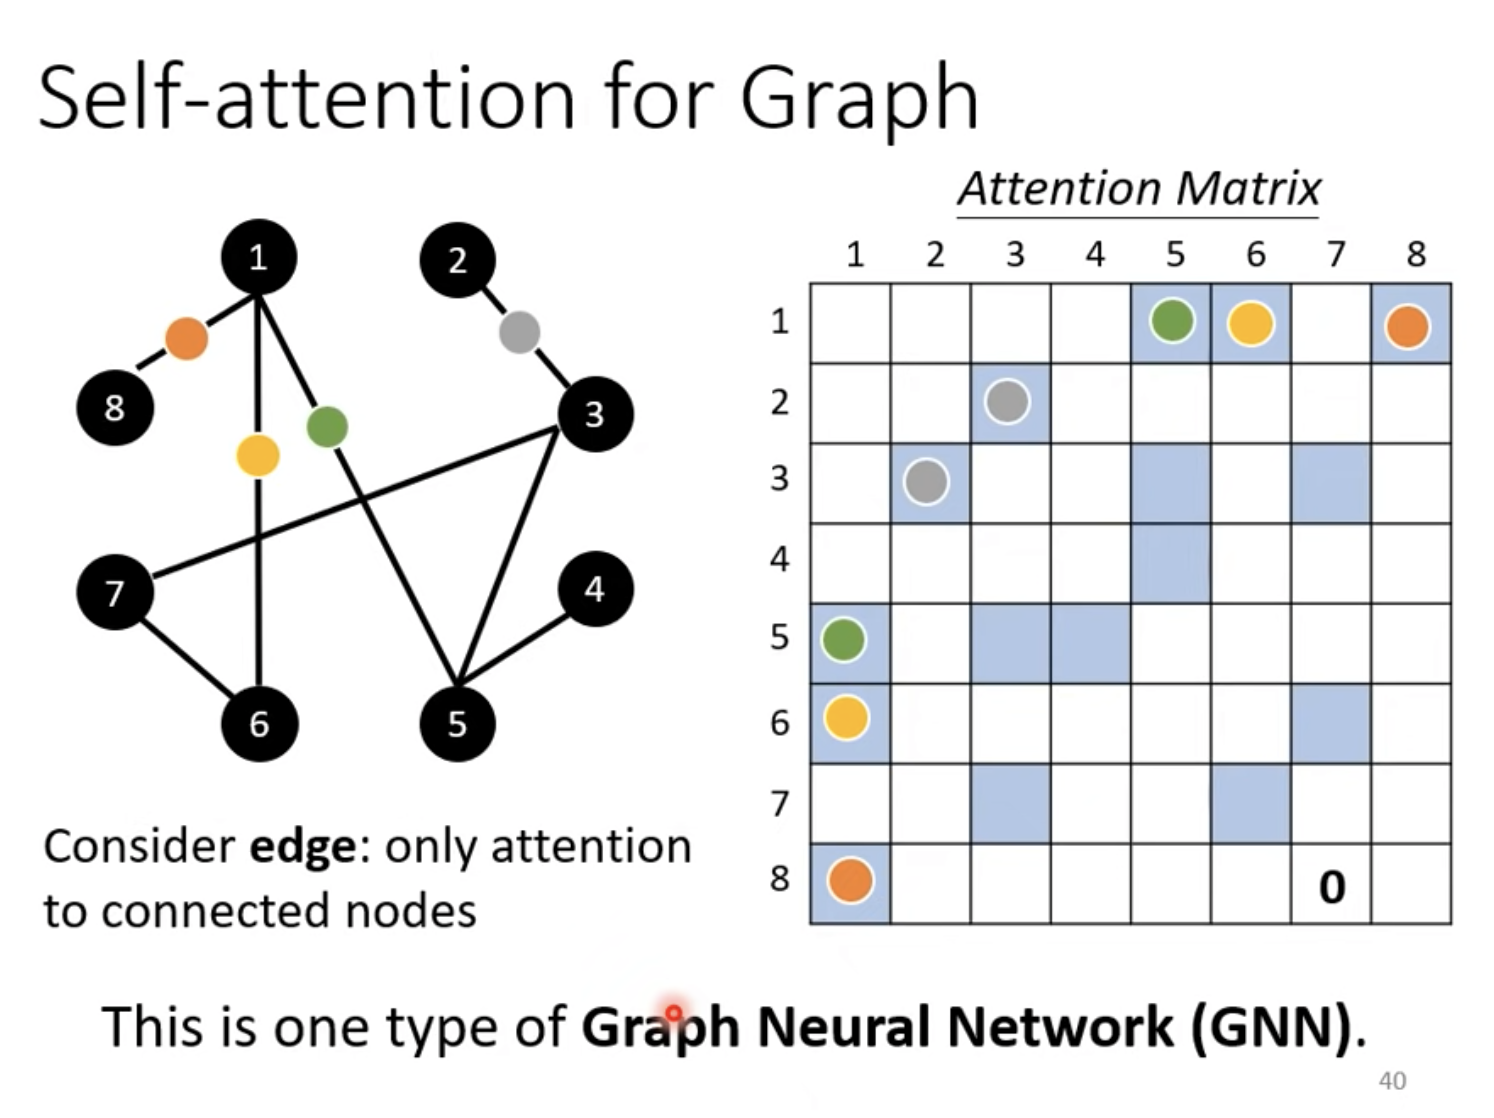 Self-attention for Graph
Attention Matrix
1 2 3 4 5 6 7 8
1
2
3
4
5
6
7
8 0
1
2
8
3
7
4
6
5
Consider edge: only attention
to connected nodes
This is one type of Graph Neural Network (GNN).
40